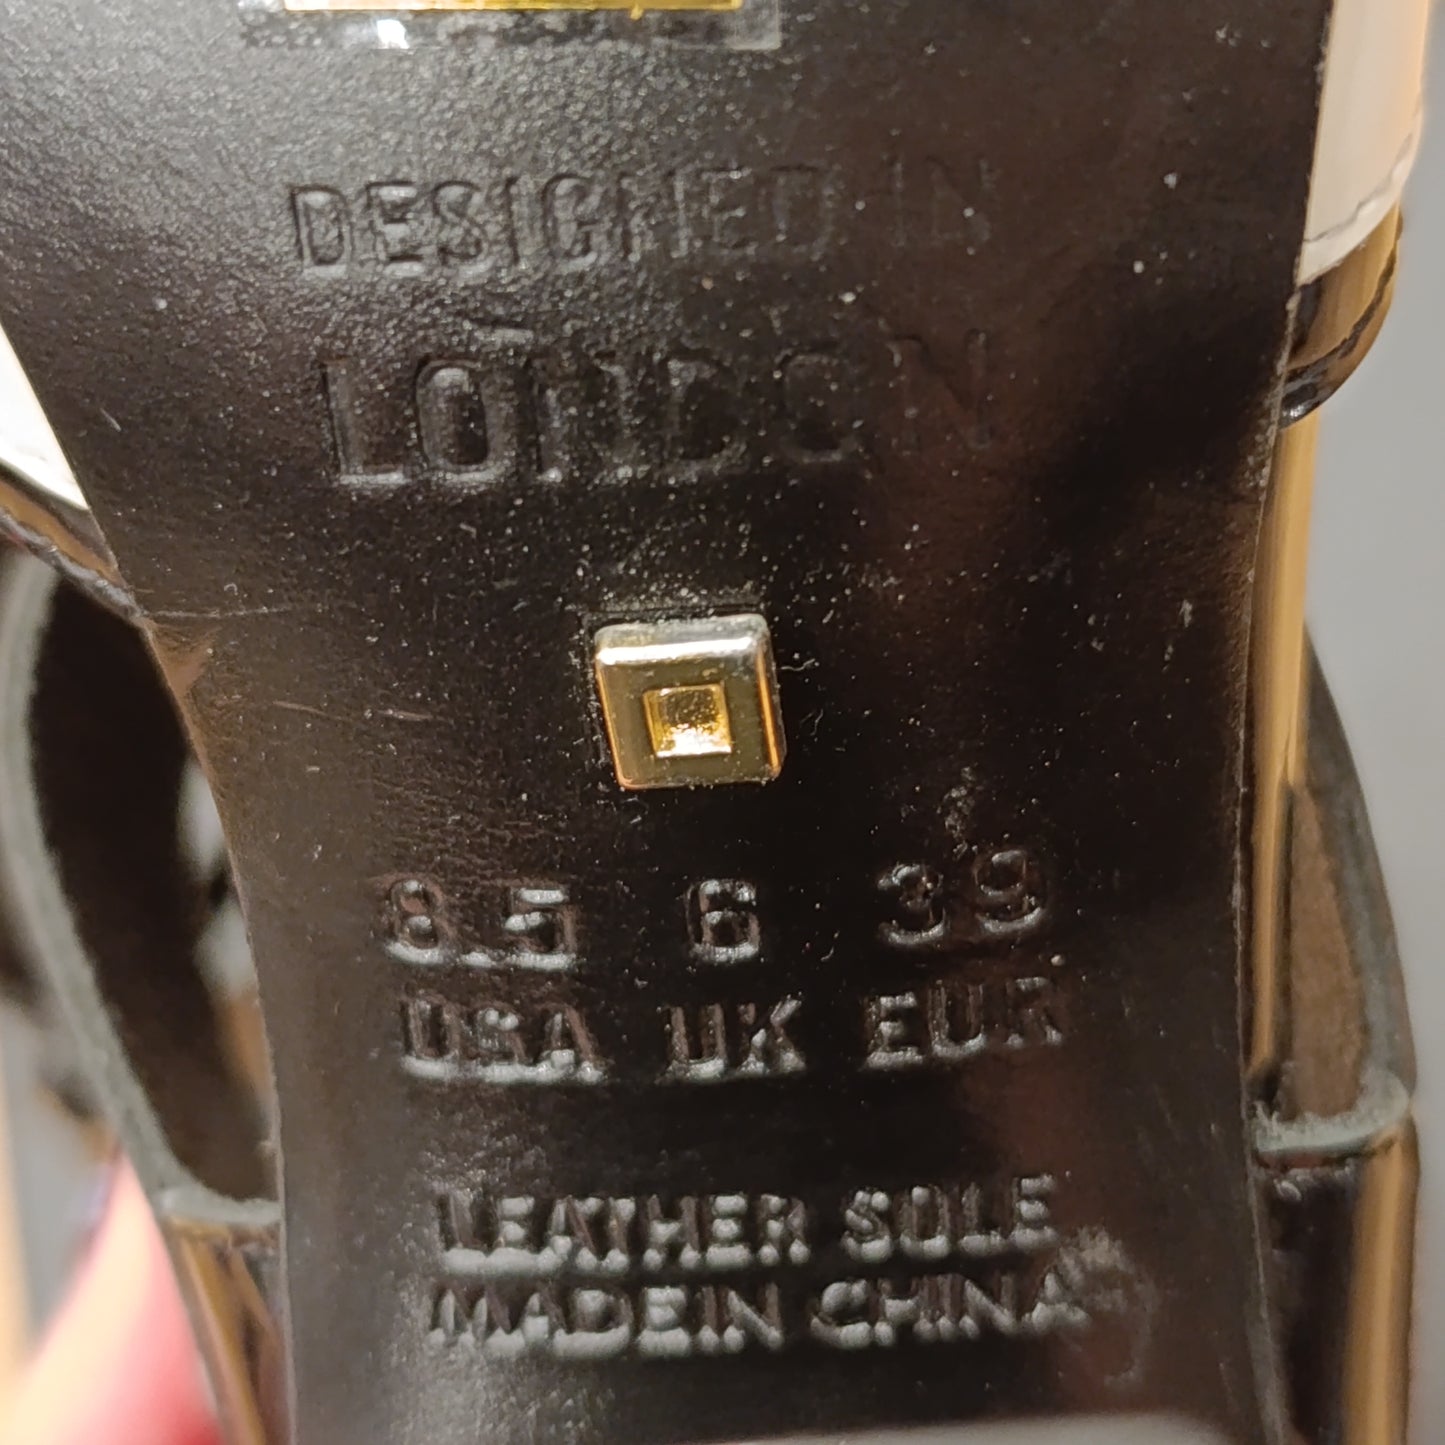 DESIGNED IN
LONDON
8.5 6 39
USA UK EUR
LEATHER SOLE
MADE IN CHINA